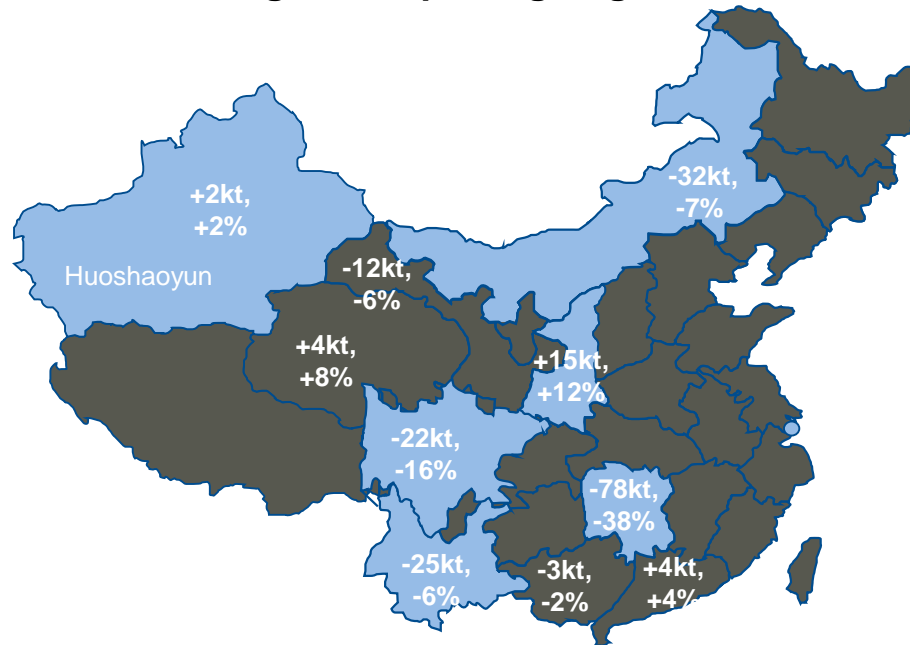 +2kt,
+2%
Huoshaoyun
-32kt,
-7%
-12kt,
-6%
+4kt,
+8%
+15kt,
+12%
-22kt,
-16%
-78kt,
-38%
-25kt,
-6%
-3kt,
-2%
+4kt,
+4%